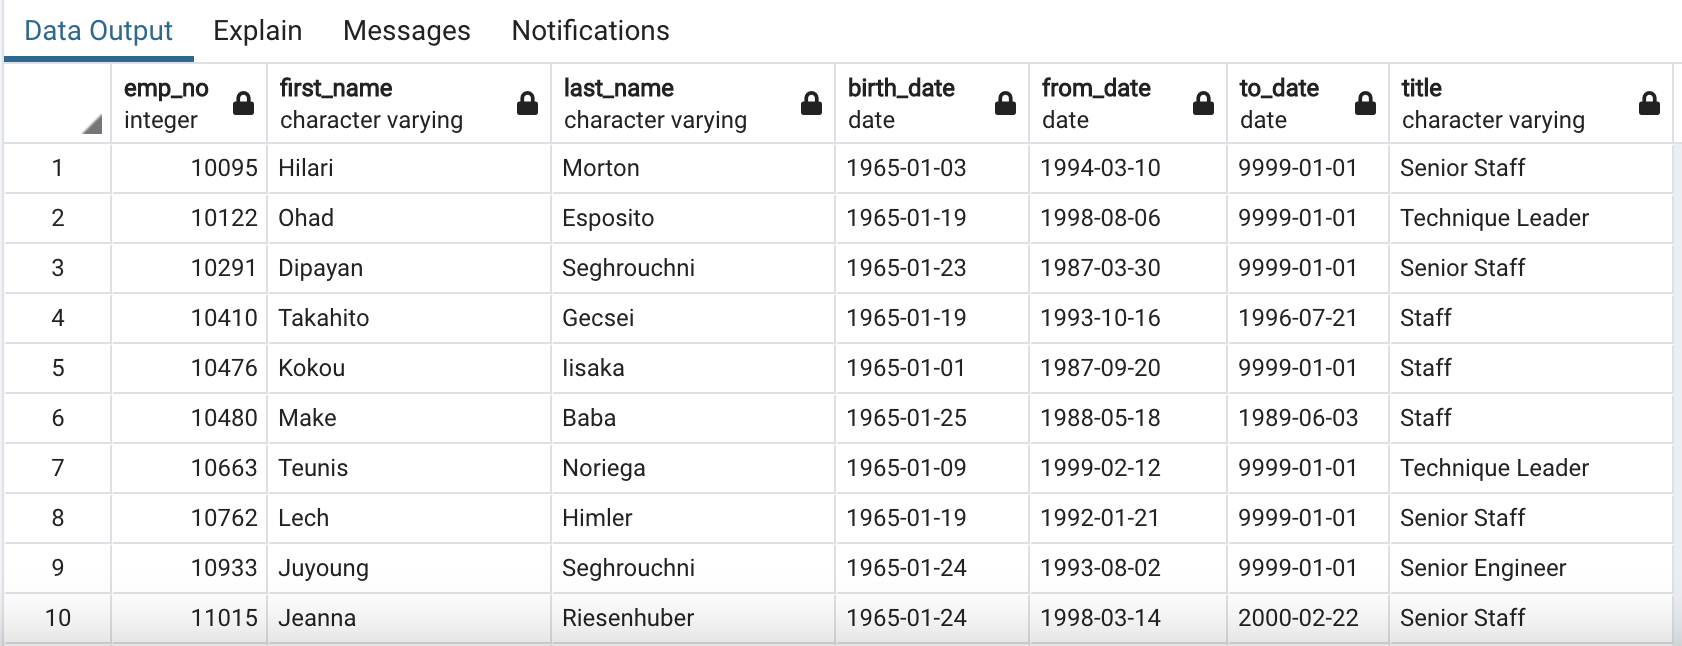 Data Output Explain Messages Notifications
emp_no first_name last_name birth_date from_date to_date title
integer character varying character varying date date date character varying
1 10095 Hilari Morton 1965-01-03 1994-03-10 9999-01-01 Senior Staff
2 10122 Ohad Esposito 1965-01-19 1998-08-06 9999-01-01 Technique Leader
3 10291 Dipayan Seghrouchni 1965-01-23 1987-03-30 9999-01-01 Senior Staff
4 10410 Takahito Gecsei 1965-01-19 1993-10-16 1996-07-21 Staff
5 10476 Kokou Iisaka 1965-01-01 1987-09-20 9999-01-01 Staff
6 10480 Make Baba 1965-01-25 1988-05-18 1989-06-03 Staff
7 10663 Teunis Noriega 1965-01-09 1999-02-12 9999-01-01 Technique Leader
8 10762 Lech Himler 1965-01-19 1992-01-21 9999-01-01 Senior Staff
9 10933 Juyoung Seghrouchni 1965-01-24 1993-08-02 9999-01-01 Senior Engineer
10 11015 Jeanna Riesenhuber 1965-01-24 1998-03-14 2000-02-22 Senior Staff